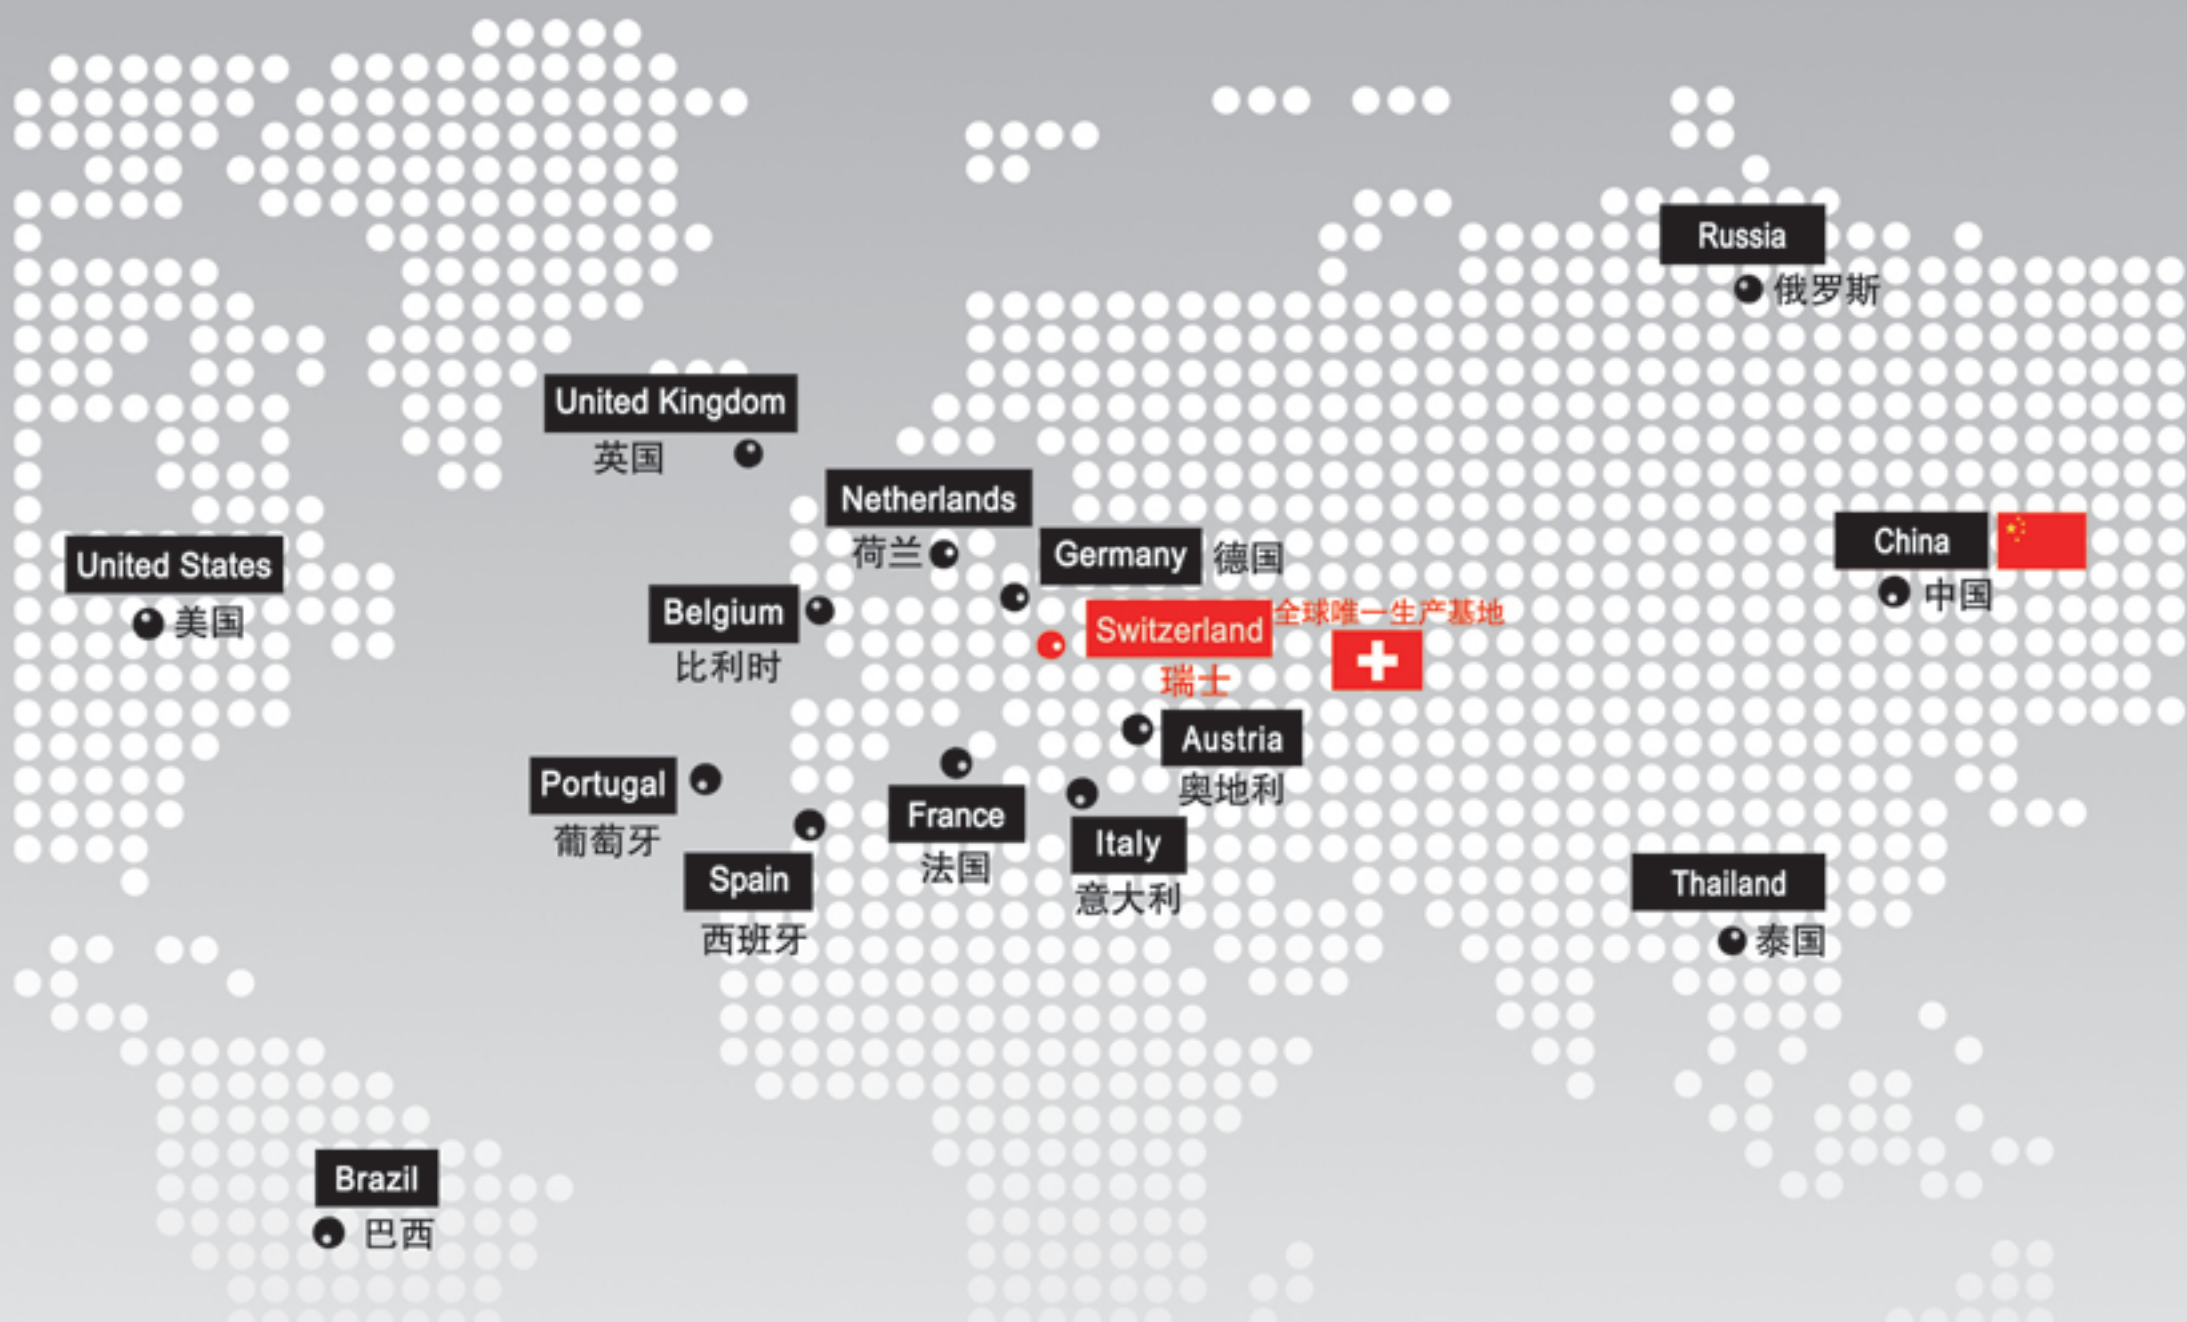 Russia
俄罗斯
United Kingdom
英国
Netherlands
荷兰
Germany 德国
China
中国
United States
美国
Belgium
比利时
Switzerland 全球唯一生产基地
瑞士
Austria
奥地利
Portugal
葡萄牙
France
法国
Italy
意大利
Spain
西班牙
Thailand
泰国
Brazil
巴西